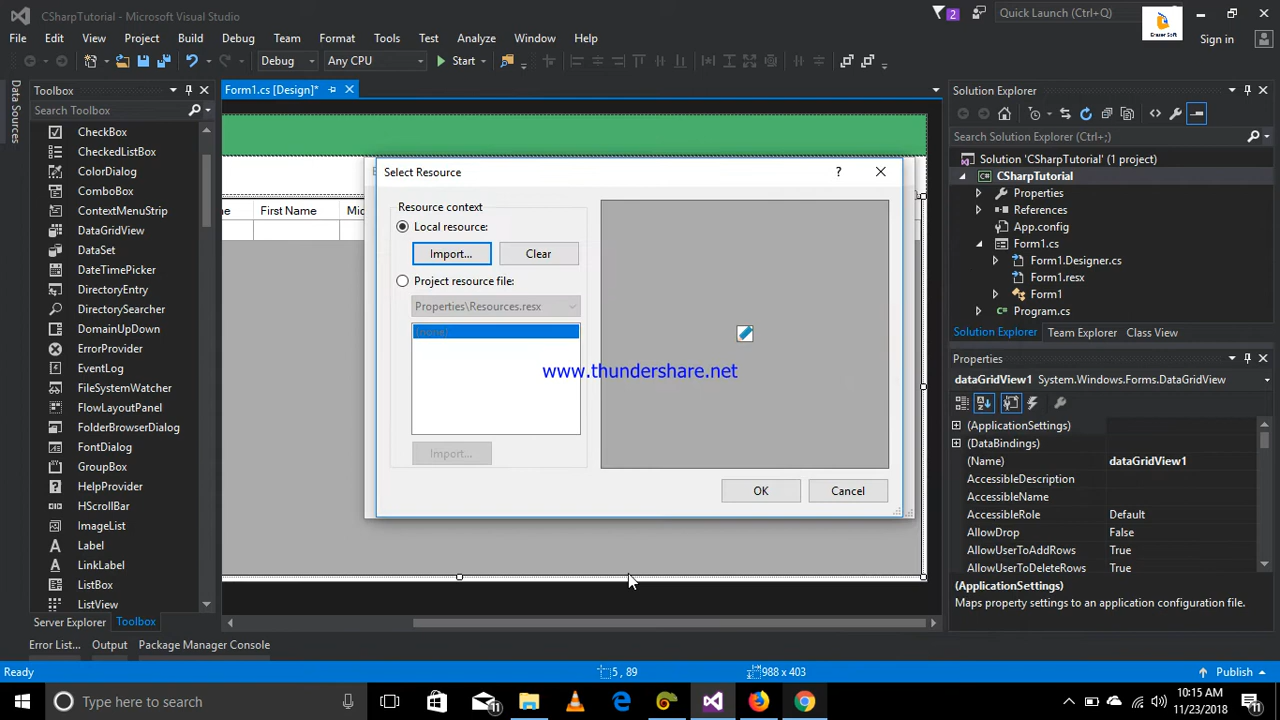 CSharpTutorial - Microsoft Visual Studio
2
Quick Launch (Ctrl+Q)
Eraser Soft
File Edit View Project Build Debug Team Format Tools Test Analyze Window Help
Sign in
Debug Any CPU Start
Data Sources
Toolbox
Search Toolbox
CheckBox
CheckedListBox
ColorDialog
ComboBox
ContextMenuStrip
DataGridView
DataSet
DateTimePicker
DirectoryEntry
DirectorySearcher
DomainUpDown
ErrorProvider
EventLog
FileSystemWatcher
FlowLayoutPanel
FolderBrowserDialog
FontDialog
GroupBox
HelpProvider
HScrollBar
ImageList
Label
LinkLabel
ListBox
ListView
Server Explorer Toolbox
Form1.cs [Design]*
First Name
Select Resource
?
Resource context
Local resource:
Import... Clear
Project resource file:
Properties\Resources.resx
(none)
Import...
OK Cancel
www.thundershare.net
Solution Explorer
Search Solution Explorer (Ctrl+;)
Solution 'CSharpTutorial' (1 project)
CSharpTutorial
Properties
References
App.config
Form1.cs
Form1.Designer.cs
Form1.resx
Form1
Program.cs
Solution Explorer Team Explorer Class View
Properties
dataGridView1 System.Windows.Forms.DataGridView
(ApplicationSettings)
(DataBindings)
(Name) dataGridView1
AccessibleDescription
AccessibleName
AccessibleRole Default
AllowDrop False
AllowUserToAddRows True
AllowUserToDeleteRows True
(ApplicationSettings)
Maps property settings to an application configuration file.
Error List... Output Package Manager Console
Ready 5 , 89 988 x 403 Publish
Type here to search
11
10:15 AM
11/23/2018
11